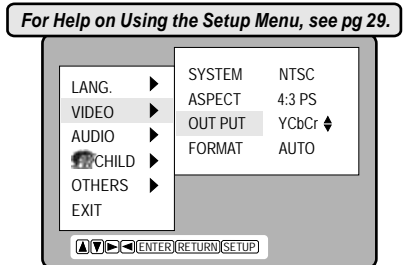 For Help on Using the Setup Menu, see pg 29.
LANG.
VIDEO
AUDIO
CHILD
OTHERS
EXIT
SYSTEM NTSC
ASPECT 4:3 PS
OUT PUT YCbCr
FORMAT AUTO
ENTER RETURN SETUP